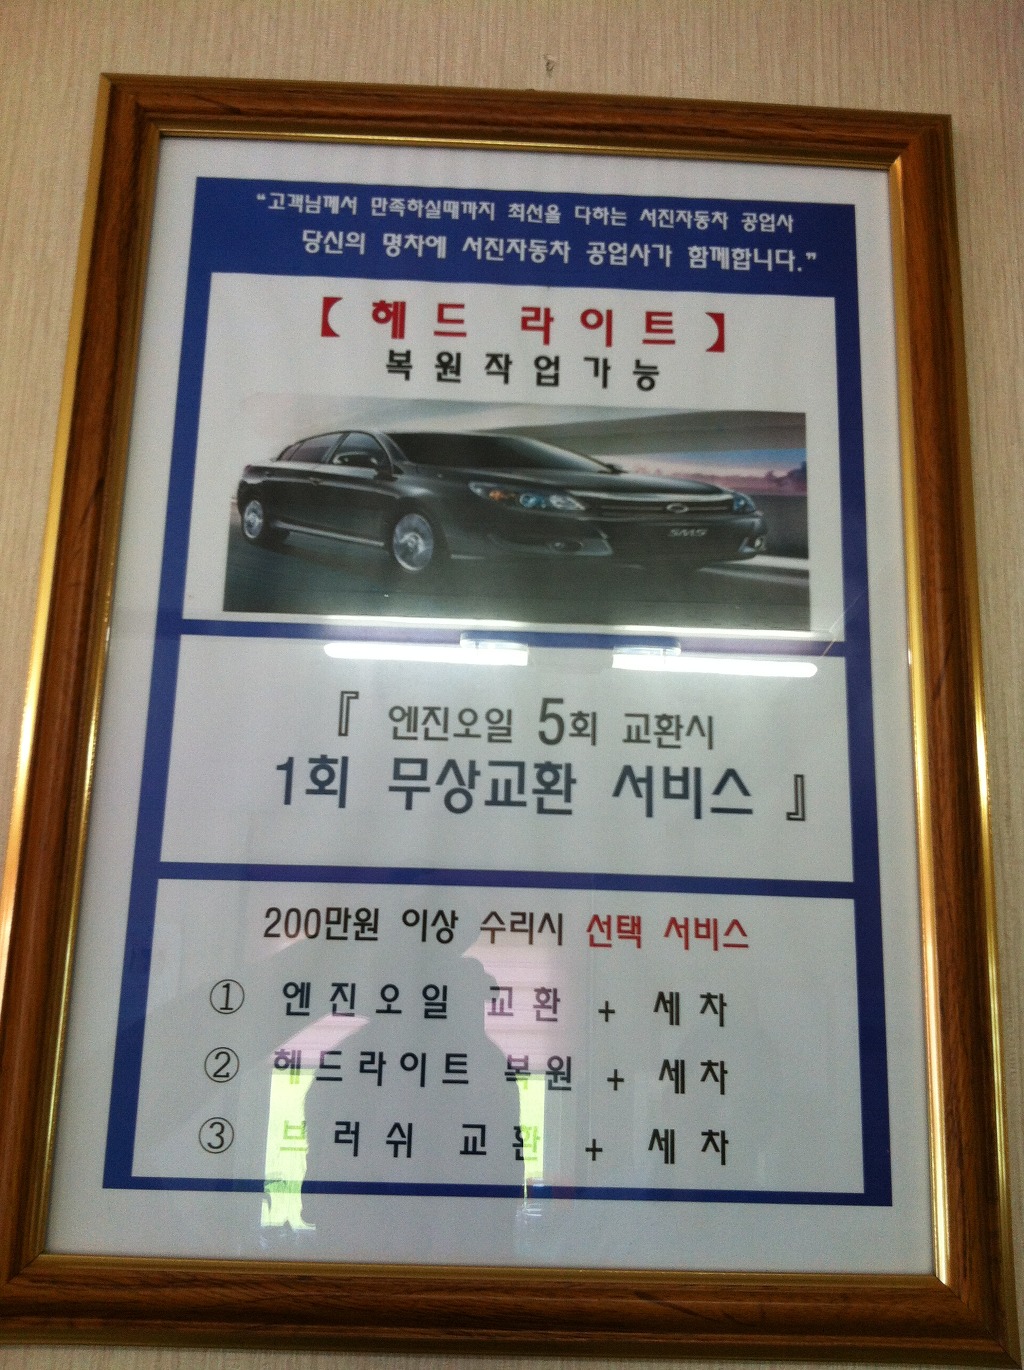 “고객님께서 만족하실때까지 최선을 다하는 서진자동차 공업사
당신의 명차에 서진자동차 공업사가 함께합니다.”
【 헤 드 라 이 트 】
복 원 작 업 가 능
SM5
『 엔진오일 5회 교환시
1회 무상교환 서비스 』
200만원 이상 수리시 선택 서비스
① 엔 진 오 일 교 환 + 세 차
② 헤 드 라 이 트 복 원 + 세 차
③ 브 러 쉬 교 환 + 세 차